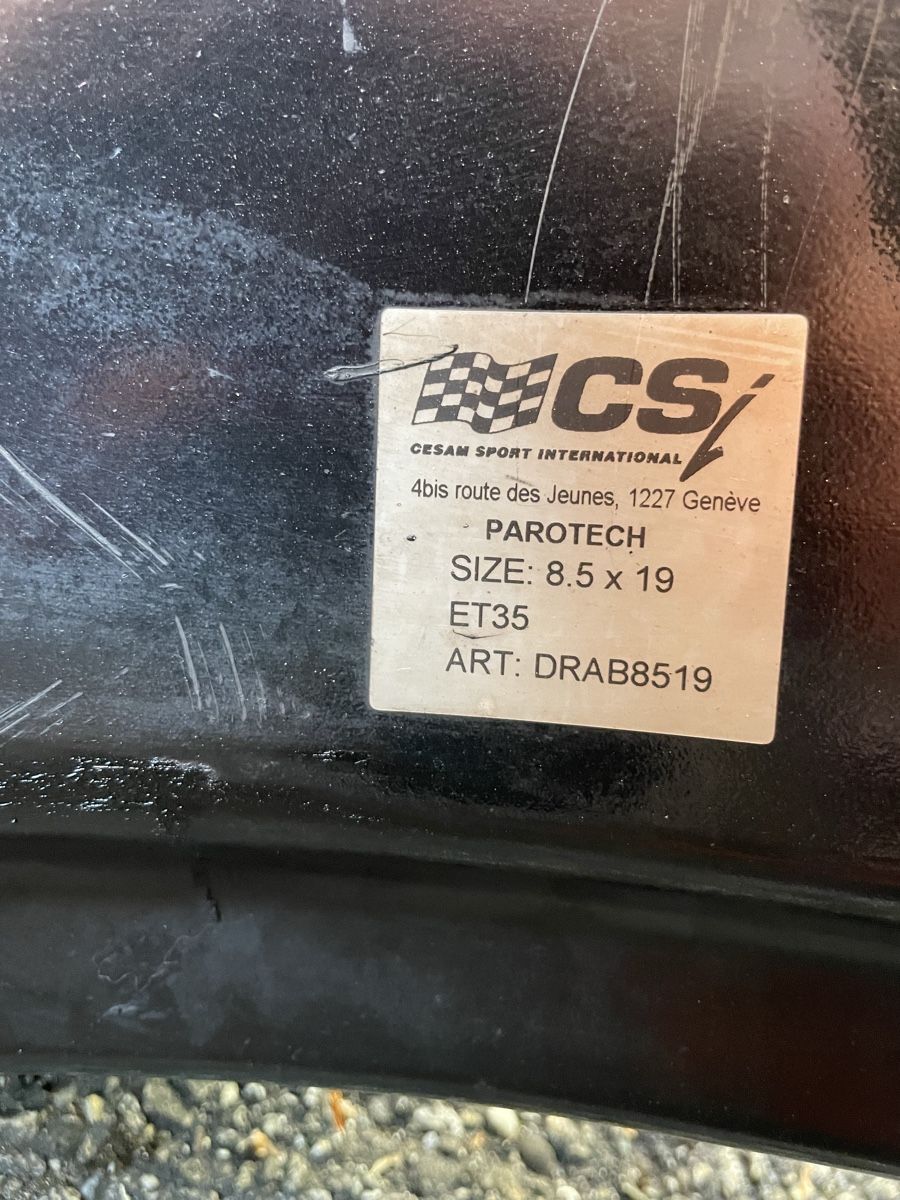 CSi
CESAM SPORT INTERNATIONAL
4bis route des Jeunes, 1227 Genève
PAROTECH
SIZE: 8.5 x 19
ET35
ART: DRAB8519